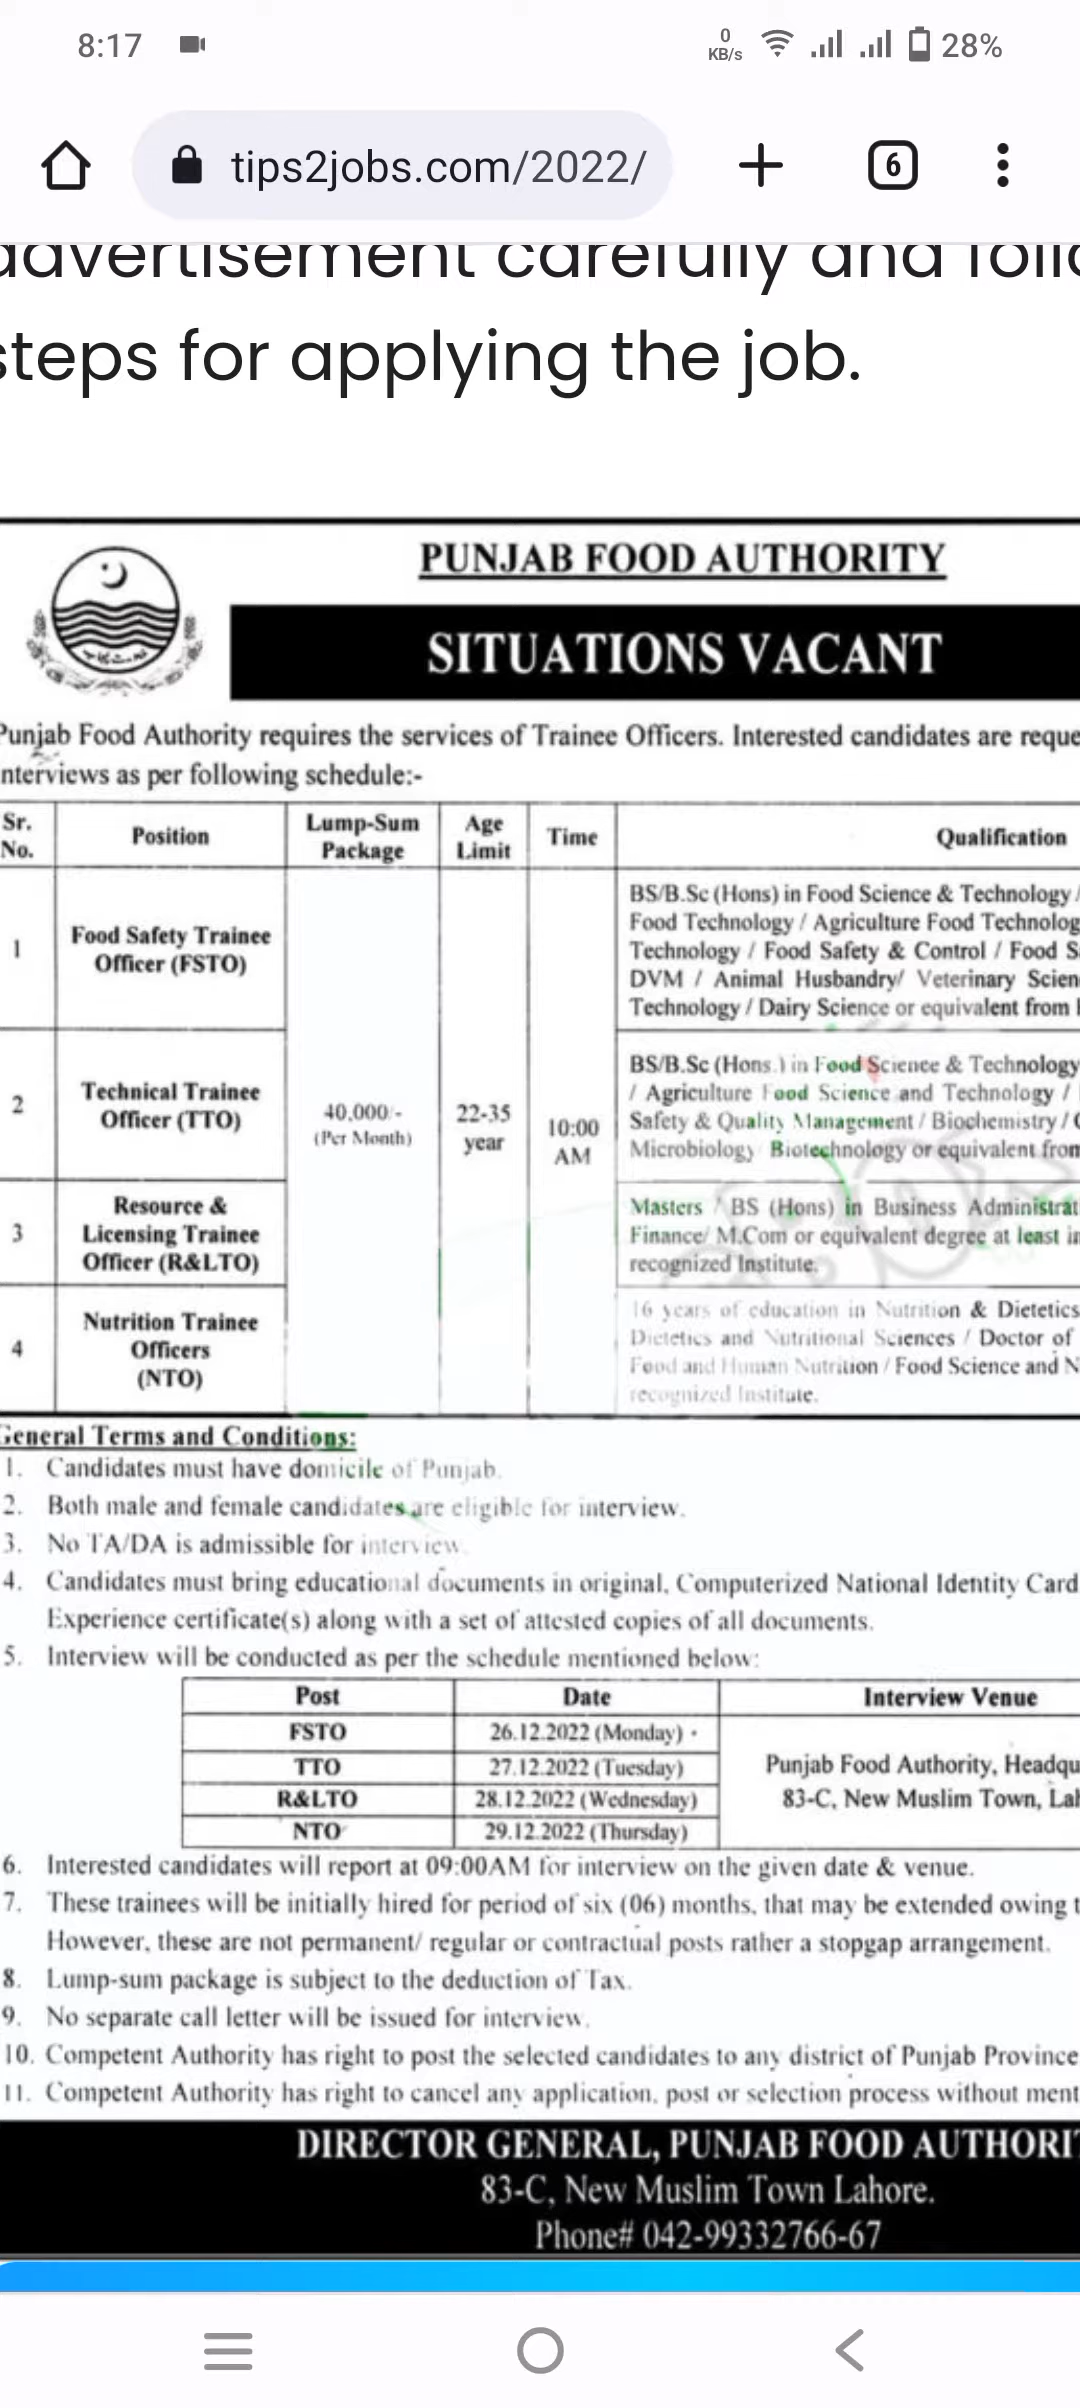 8:17
0
KB/s
28%
tips2jobs.com/2022/
6
advertisement carefully and follo
steps for applying the job.
PUNJAB FOOD AUTHORITY
SITUATIONS VACANT
Punjab Food Authority requires the services of Trainee Officers. Interested candidates are reque
nterviews as per following schedule:-
Sr. No. Position Lump-Sum Package Age Limit Time Qualification
1 Food Safety Trainee Officer (FSTO)
BS/B.Sc (Hons) in Food Science & Technology /
Food Technology / Agriculture Food Technolog
Technology / Food Safety & Control / Food S
DVM / Animal Husbandry/ Veterinary Scien
Technology / Dairy Science or equivalent from
2 Technical Trainee Officer (TTO)
40,000/- (Per Month)
22-35 year
10:00 AM
BS/B.Sc (Hons.) in Food Science & Technology
/ Agriculture Food Science and Technology /
Safety & Quality Management / Biochemistry /
Microbiology Biotechnology or equivalent from
3 Resource & Licensing Trainee Officer (R&LTO)
Masters / BS (Hons) in Business Administrat
Finance/ M.Com or equivalent degree at least in
recognized Institute.
4 Nutrition Trainee Officers (NTO)
16 years of education in Nutrition & Dietetics
Dietetics and Nutritional Sciences / Doctor of
Food and Human Nutrition / Food Science and N
recognized Institute.
General Terms and Conditions:
1. Candidates must have domicile of Punjab.
2. Both male and female candidates are eligible for interview.
3. No TA/DA is admissible for interview.
4. Candidates must bring educational documents in original, Computerized National Identity Card
Experience certificate(s) along with a set of attested copies of all documents.
5. Interview will be conducted as per the schedule mentioned below:
Post Date Interview Venue
FSTO 26.12.2022 (Monday)
TTO 27.12.2022 (Tuesday)
R&LTO 28.12.2022 (Wednesday)
NTO 29.12.2022 (Thursday)
Punjab Food Authority, Headqu
83-C, New Muslim Town, Lah
6. Interested candidates will report at 09:00AM for interview on the given date & venue.
7. These trainees will be initially hired for period of six (06) months, that may be extended owing t
However, these are not permanent/ regular or contractual posts rather a stopgap arrangement.
8. Lump-sum package is subject to the deduction of Tax.
9. No separate call letter will be issued for interview.
10. Competent Authority has right to post the selected candidates to any district of Punjab Province
11. Competent Authority has right to cancel any application, post or selection process without ment
DIRECTOR GENERAL, PUNJAB FOOD AUTHORIT
83-C, New Muslim Town Lahore.
Phone# 042-99332766-67